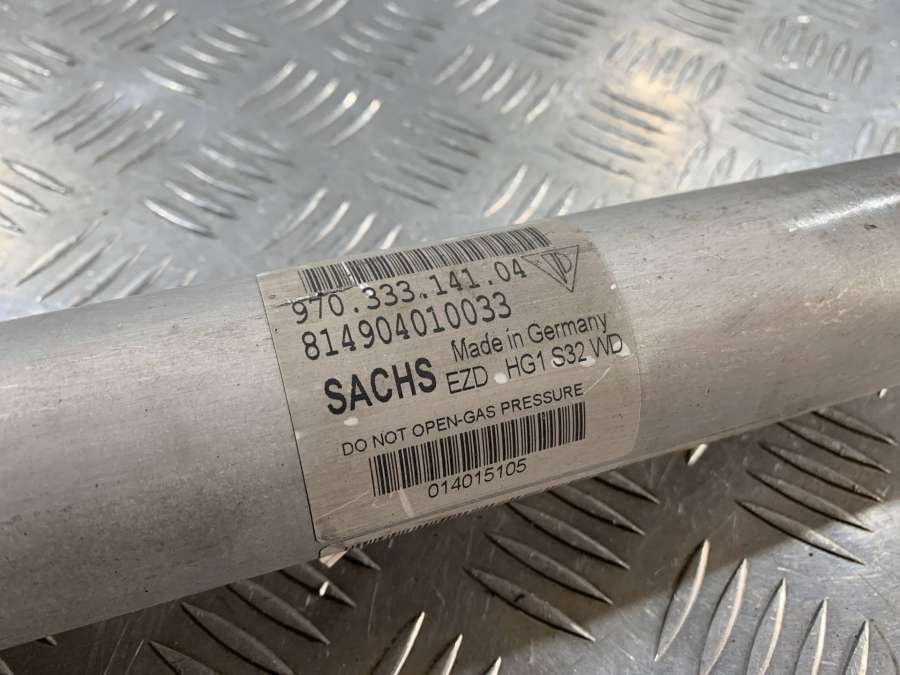 970.333.141.04
814904010033
SACHS
Made in Germany
EZD HG1 S32 WD
DO NOT OPEN-GAS PRESSURE
014015105